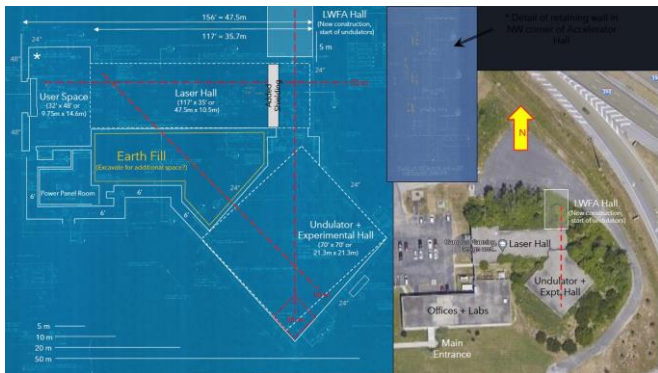 156' = 47.5m
117' = 35.7m
LWFA Hall
(New construction,
start of undulators)
5 m
24"
48"
*
24"
User Space
(32' x 48' or
9.75m x 14.6m)
Laser Hall
(117' x 35' or
47.5m x 10.5m)
48"
Earth Fill
(Excavate for additional space?)
Power Panel Room
6'
6'
6'
6'
24"
24"
Undulator +
Experimental Hall
(70' x 70' or
21.3m x 21.3m)
24"
5 m
10 m
20 m
50 m
* Detail of retaining wall in
NW corner of Accelerator
Hall
N
LWFA Hall
(New construction,
start of undulators)
Laser Hall
Undulator +
Expt. Hall
Offices + Labs
Main
Entrance